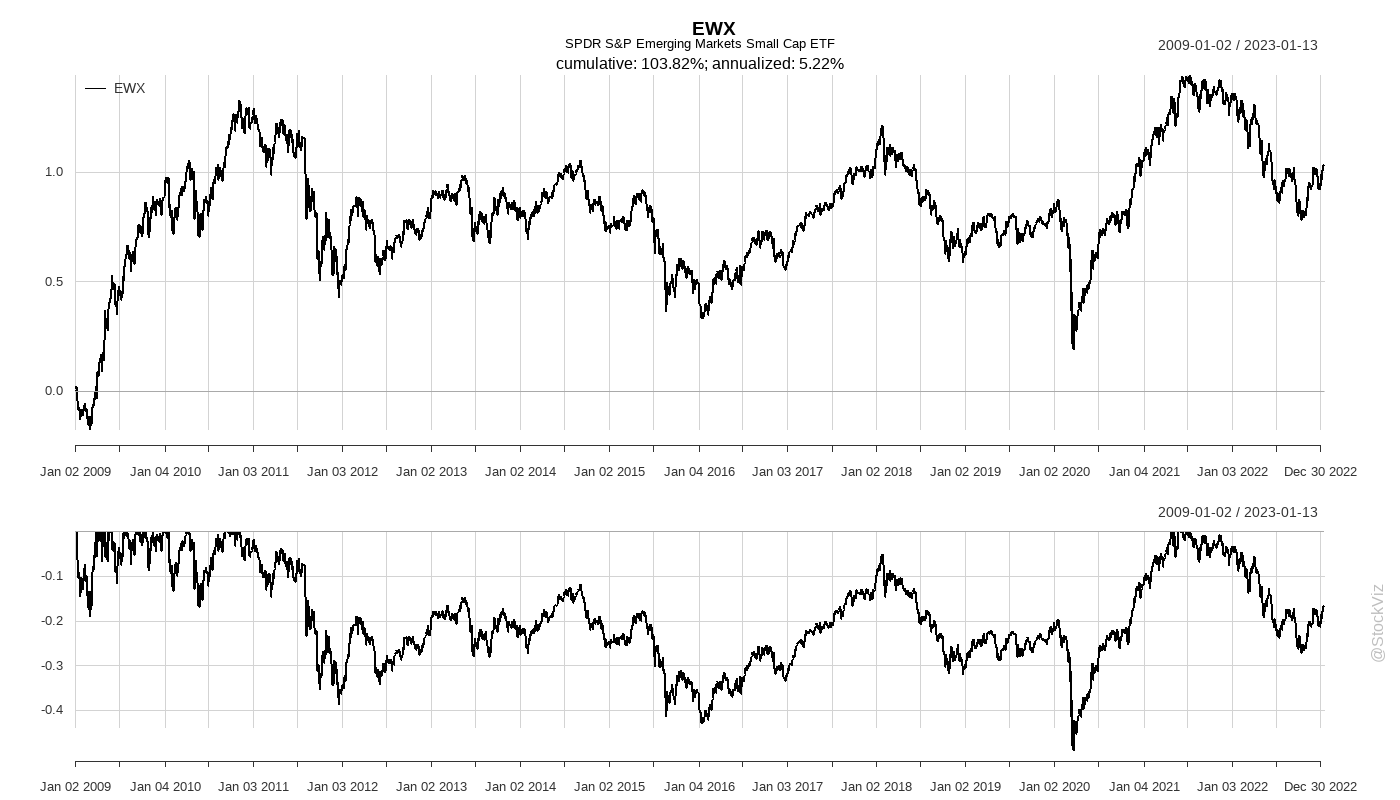 EWX
SPDR S&P Emerging Markets Small Cap ETF
cumulative: 103.82%; annualized: 5.22%
2009-01-02 / 2023-01-13
EWX
1.0
0.5
0.0
Jan 02 2009 Jan 04 2010 Jan 03 2011 Jan 03 2012 Jan 02 2013 Jan 02 2014 Jan 02 2015 Jan 04 2016 Jan 03 2017 Jan 02 2018 Jan 02 2019 Jan 02 2020 Jan 04 2021 Jan 03 2022 Dec 30 2022
2009-01-02 / 2023-01-13
-0.1
-0.2
-0.3
-0.4
Jan 02 2009 Jan 04 2010 Jan 03 2011 Jan 03 2012 Jan 02 2013 Jan 02 2014 Jan 02 2015 Jan 04 2016 Jan 03 2017 Jan 02 2018 Jan 02 2019 Jan 02 2020 Jan 04 2021 Jan 03 2022 Dec 30 2022
@StockViz